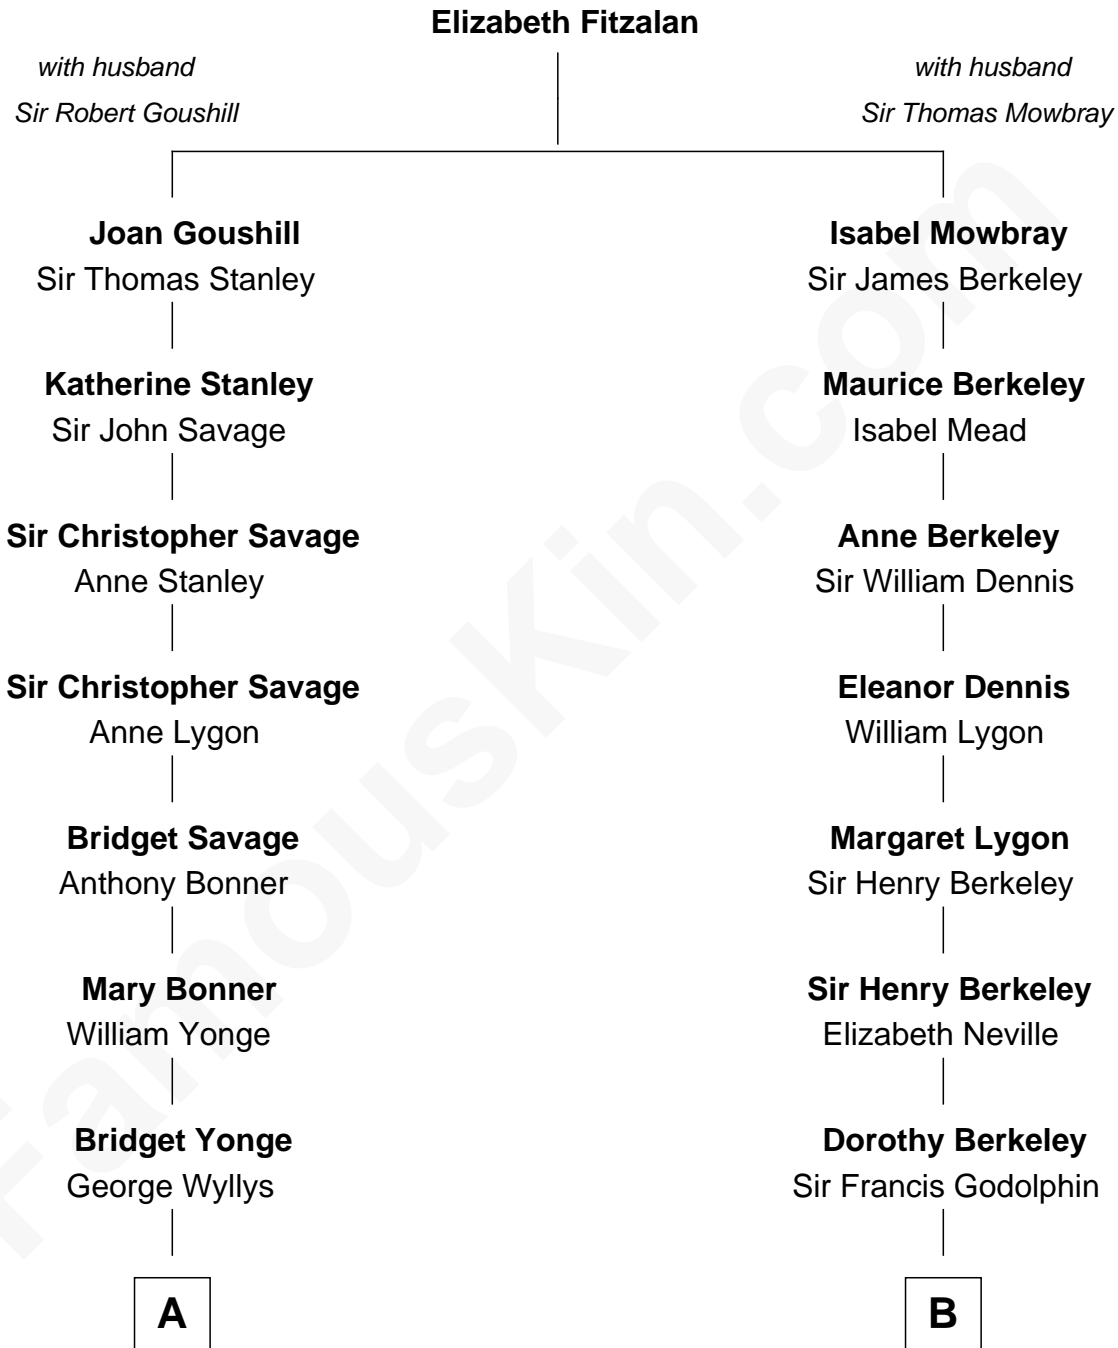 Elizabeth Fitzalan
with husband
Sir Robert Goushill
with husband
Sir Thomas Mowbray
Joan Goushill
Sir Thomas Stanley
Isabel Mowbray
Sir James Berkeley
Katherine Stanley
Sir John Savage
Maurice Berkeley
Isabel Mead
Sir Christopher Savage
Anne Stanley
Anne Berkeley
Sir William Dennis
Sir Christopher Savage
Anne Lygon
Eleanor Dennis
William Lygon
Bridget Savage
Anthony Bonner
Margaret Lygon
Sir Henry Berkeley
Mary Bonner
William Yonge
Sir Henry Berkeley
Elizabeth Neville
Bridget Yonge
George Wyllys
Dorothy Berkeley
Sir Francis Godolphin
A
B
FamousKin.com